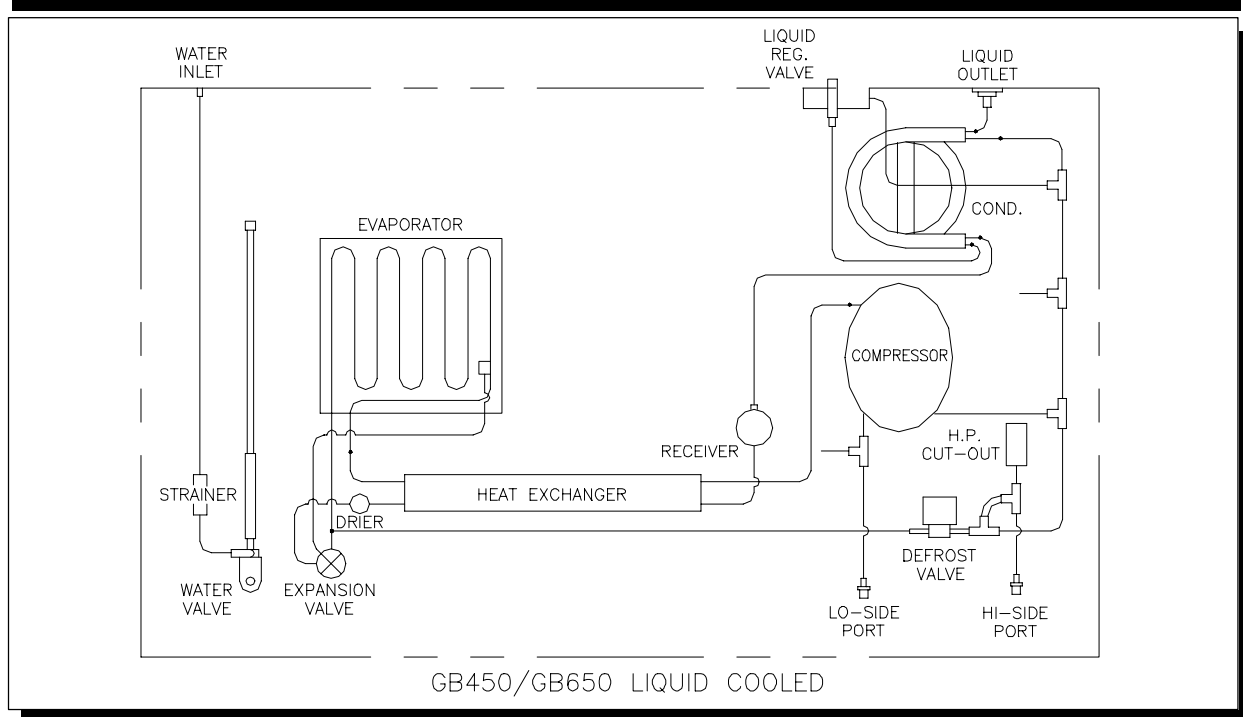 WATER
INLET
LIQUID
REG.
VALVE
LIQUID
OUTLET
EVAPORATOR
COND.
COMPRESSOR
RECEIVER
H.P.
CUT-OUT
STRAINER
HEAT EXCHANGER
DRIER
WATER
VALVE
EXPANSION
VALVE
DEFROST
VALVE
LO-SIDE
PORT
HI-SIDE
PORT
GB450/GB650 LIQUID COOLED